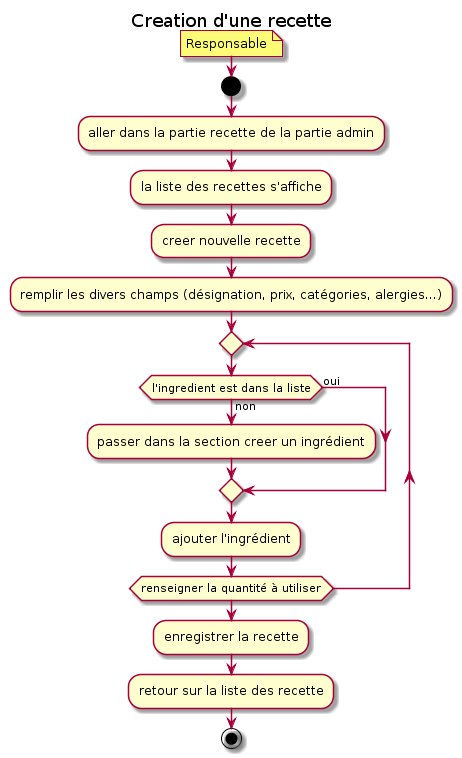 Creation d'une recette
Responsable
aller dans la partie recette de la partie admin
la liste des recettes s'affiche
creer nouvelle recette
remplir les divers champs (désignation, prix, catégories, alergies...)
l'ingredient est dans la liste
oui
non
passer dans la section creer un ingrédient
ajouter l'ingrédient
renseigner la quantité à utiliser
enregistrer la recette
retour sur la liste des recette